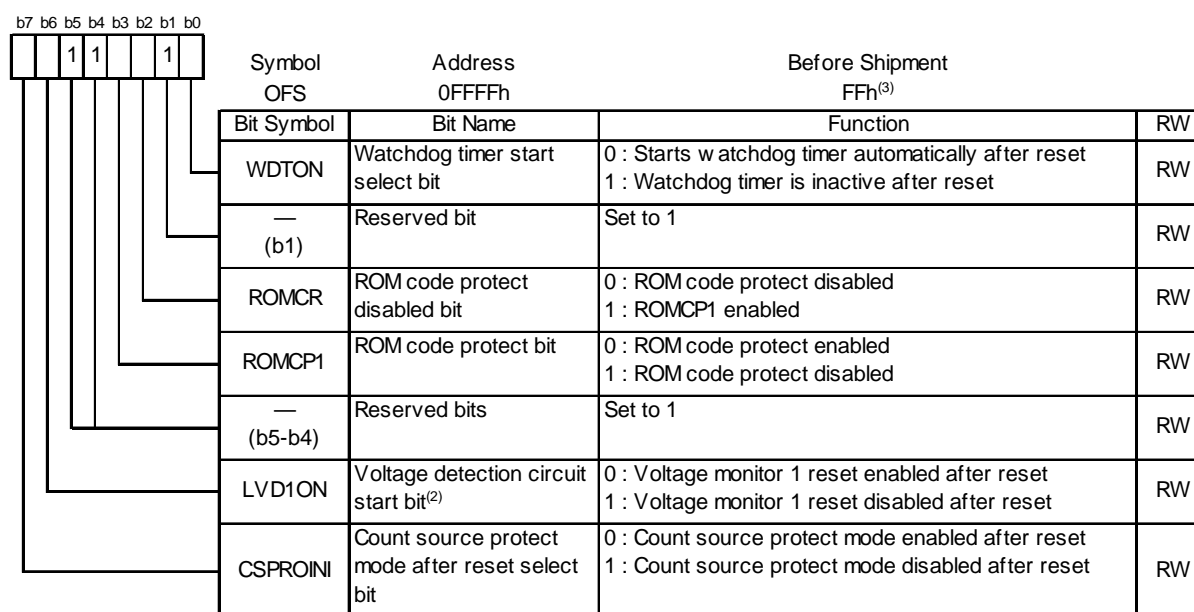 b7 b6 b5 b4 b3 b2 b1 b0
1 1 1
Symbol Address Before Shipment
OFS 0FFFFh FFh(3)
Bit Symbol Bit Name Function RW
WDTON Watchdog timer start select bit 0 : Starts w atchdog timer automatically after reset RW
1 : Watchdog timer is inactive after reset
— (b1) Reserved bit Set to 1 RW
ROMCR ROM code protect disabled bit 0 : ROM code protect disabled RW
1 : ROMCP1 enabled
ROMCP1 ROM code protect bit 0 : ROM code protect enabled RW
1 : ROM code protect disabled
— (b5-b4) Reserved bits Set to 1 RW
LVD1ON Voltage detection circuit start bit(2) 0 : Voltage monitor 1 reset enabled after reset RW
1 : Voltage monitor 1 reset disabled after reset
CSPROINI Count source protect mode after reset select bit 0 : Count source protect mode enabled after reset RW
1 : Count source protect mode disabled after reset